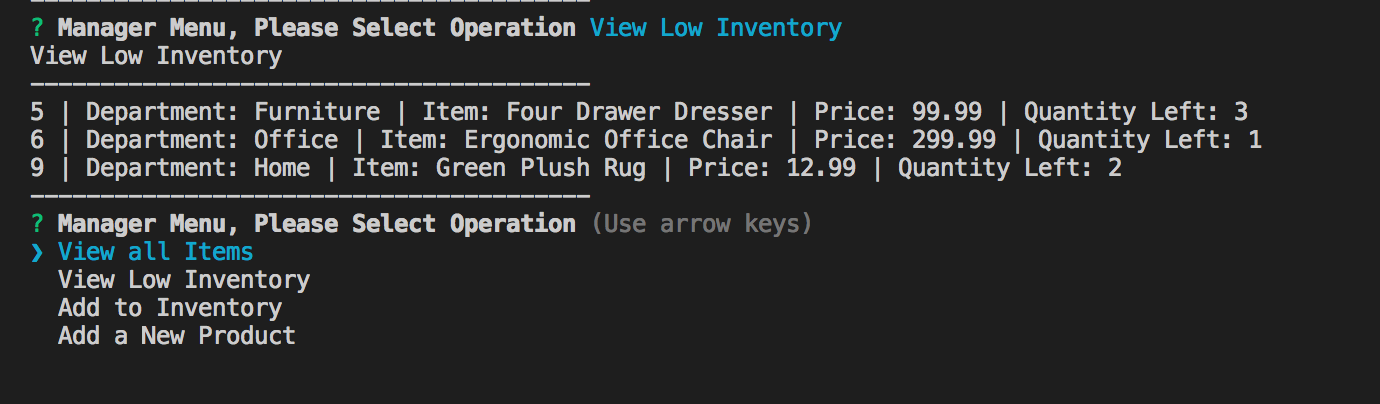 ----------------------------------------
? Manager Menu, Please Select Operation View Low Inventory
View Low Inventory
----------------------------------------
5 | Department: Furniture | Item: Four Drawer Dresser | Price: 99.99 | Quantity Left: 3
6 | Department: Office | Item: Ergonomic Office Chair | Price: 299.99 | Quantity Left: 1
9 | Department: Home | Item: Green Plush Rug | Price: 12.99 | Quantity Left: 2
----------------------------------------
? Manager Menu, Please Select Operation (Use arrow keys)
❯ View all Items
  View Low Inventory
  Add to Inventory
  Add a New Product